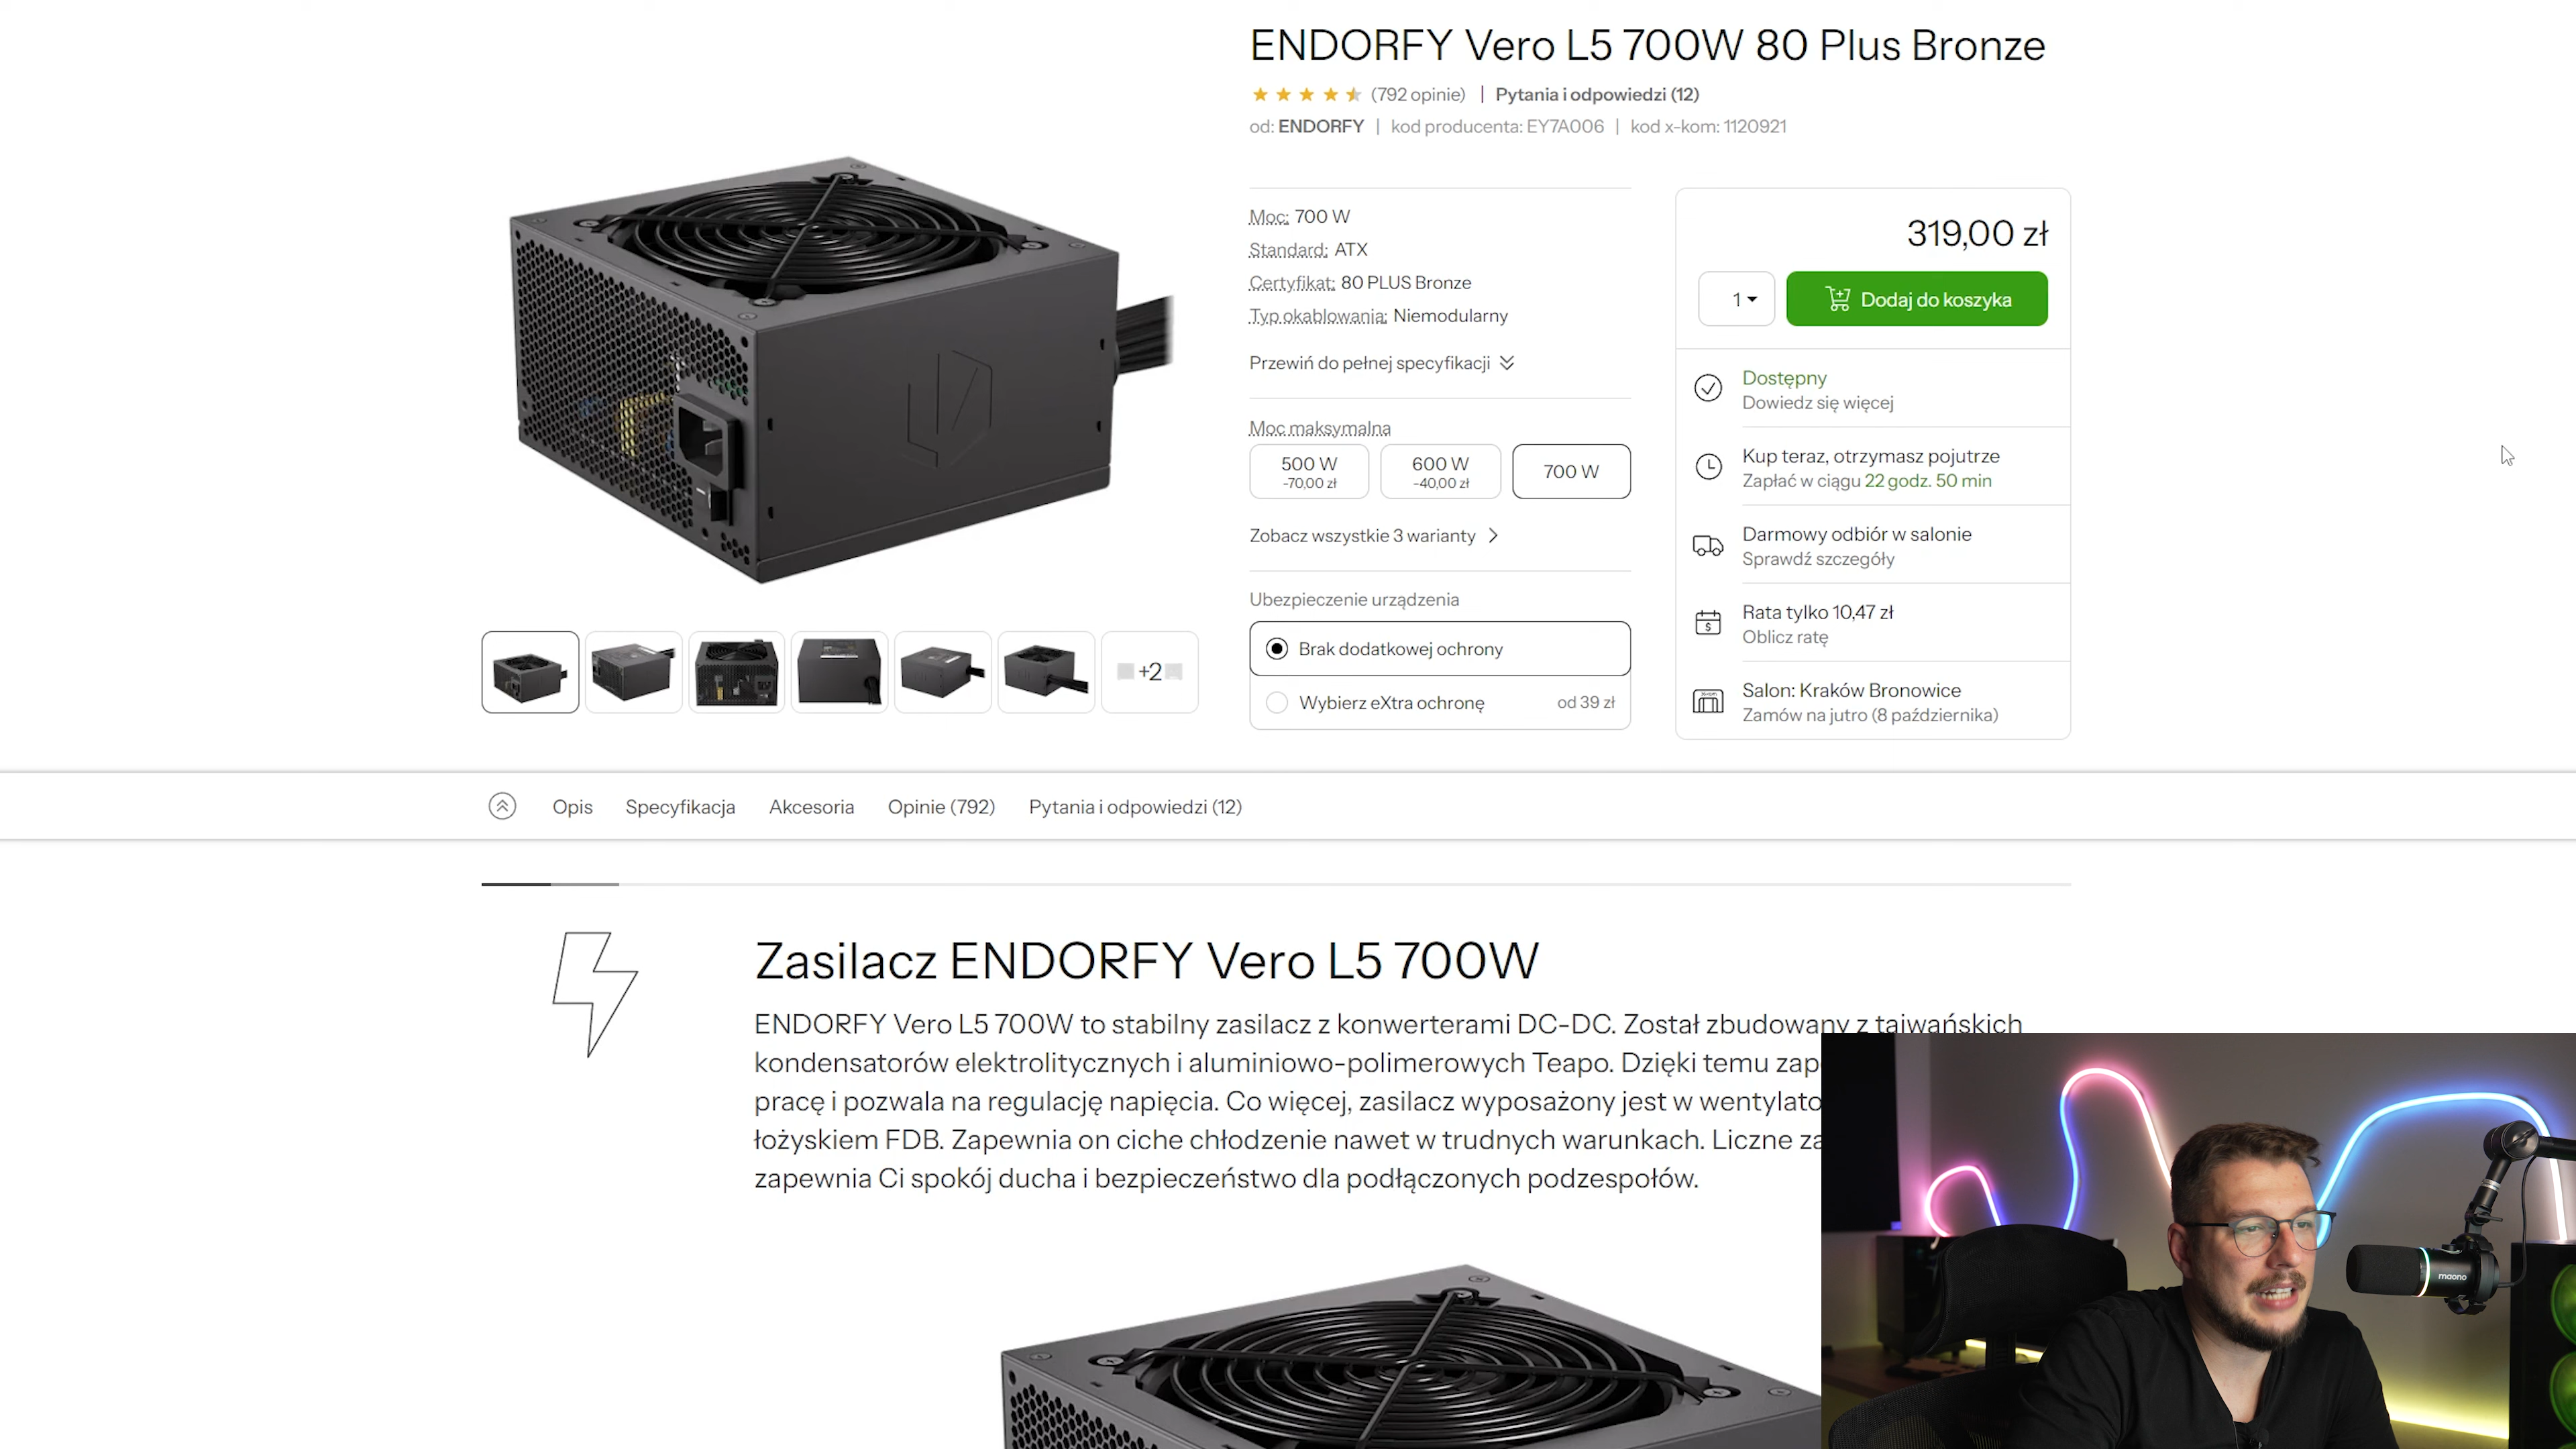 ENDORFY Vero L5 700W 80 Plus Bronze
(792 opinie) | Pytania i odpowiedzi (12)
od: ENDORFY | kod producenta: EY7A006 | kod x-kom: 1120921
Moc: 700 W
Standard: ATX
Certyfikat: 80 PLUS Bronze
Typ okablowania: Niemodularny
Przewiń do pełnej specyfikacji
Moc maksymalna
500 W
-70,00 zł
600 W
-40,00 zł
700 W
Zobacz wszystkie 3 warianty
Ubezpieczenie urządzenia
Brak dodatkowej ochrony
Wybierz eXtra ochronę od 39 zł
319,00 zł
1 Dodaj do koszyka
Dostępny
Dowiedz się więcej
Kup teraz, otrzymasz pojutrze
Zapłać w ciągu 22 godz. 50 min
Darmowy odbiór w salonie
Sprawdź szczegóły
Rata tylko 10,47 zł
Oblicz ratę
Salon: Kraków Bronowice
Zamów na jutro (8 października)
+2
Opis Specyfikacja Akcesoria Opinie (792) Pytania i odpowiedzi (12)
Zasilacz ENDORFY Vero L5 700W
ENDORFY Vero L5 700W to stabilny zasilacz z konwerterami DC-DC. Został zbudowany z tajwańskich
kondensatorów elektrolitycznych i aluminiowo-polimerowych Teapo. Dzięki temu zap
pracę i pozwala na regulację napięcia. Co więcej, zasilacz wyposażony jest w wentylato
łożyskiem FDB. Zapewnia on ciche chłodzenie nawet w trudnych warunkach. Liczne za
zapewnia Ci spokój ducha i bezpieczeństwo dla podłączonych podzespołów.
maono